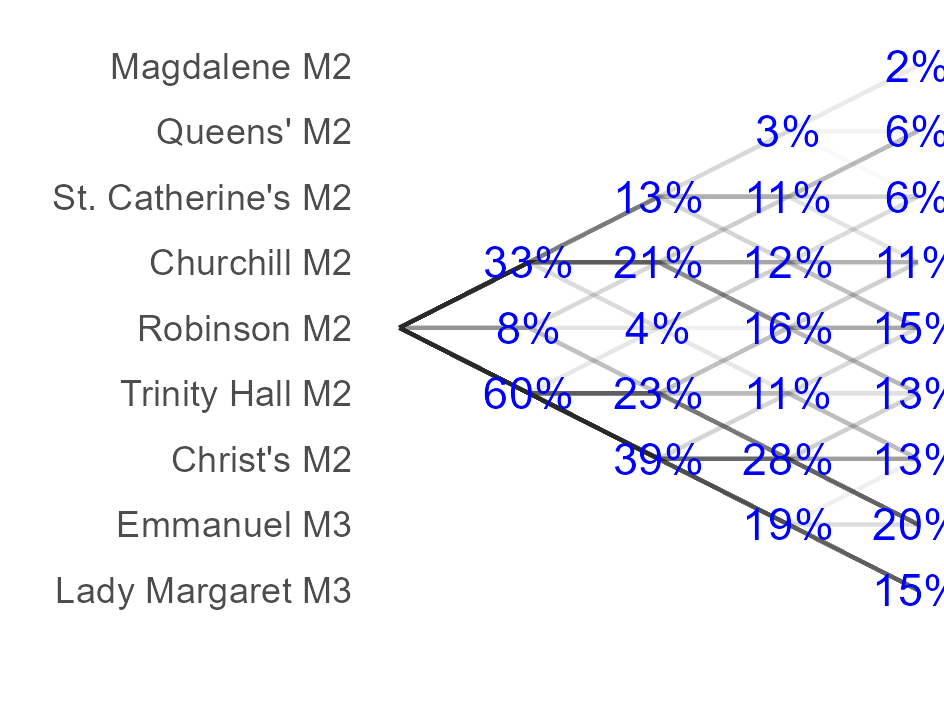 Magdalene M2 2%
Queens' M2 3% 6%
St. Catherine's M2 13% 11% 6%
Churchill M2 33% 21% 12% 11%
Robinson M2 8% 4% 16% 15%
Trinity Hall M2 60% 23% 11% 13%
Christ's M2 39% 28% 13%
Emmanuel M3 19% 20%
Lady Margaret M3 15%